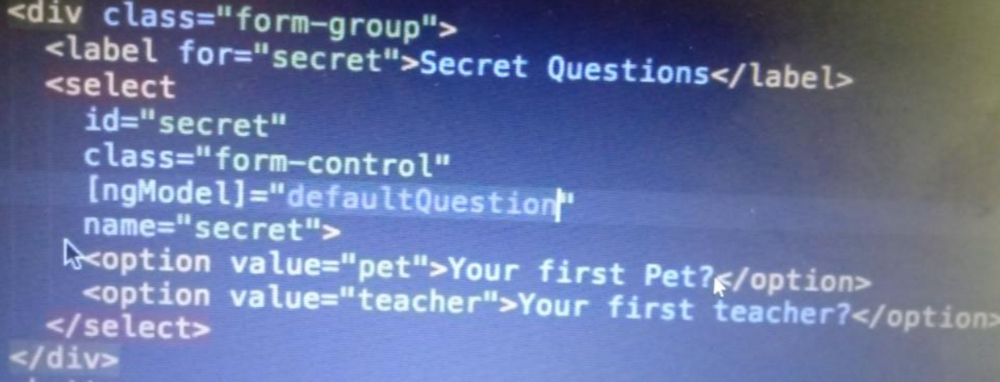 <div class="form-group">
<label for="secret">Secret Questions</label>
<select
id="secret"
class="form-control"
[ngModel]="defaultQuestion"
name="secret">
<option value="pet">Your first Pet?</option>
<option value="teacher">Your first teacher?</option>
</select>
</div>